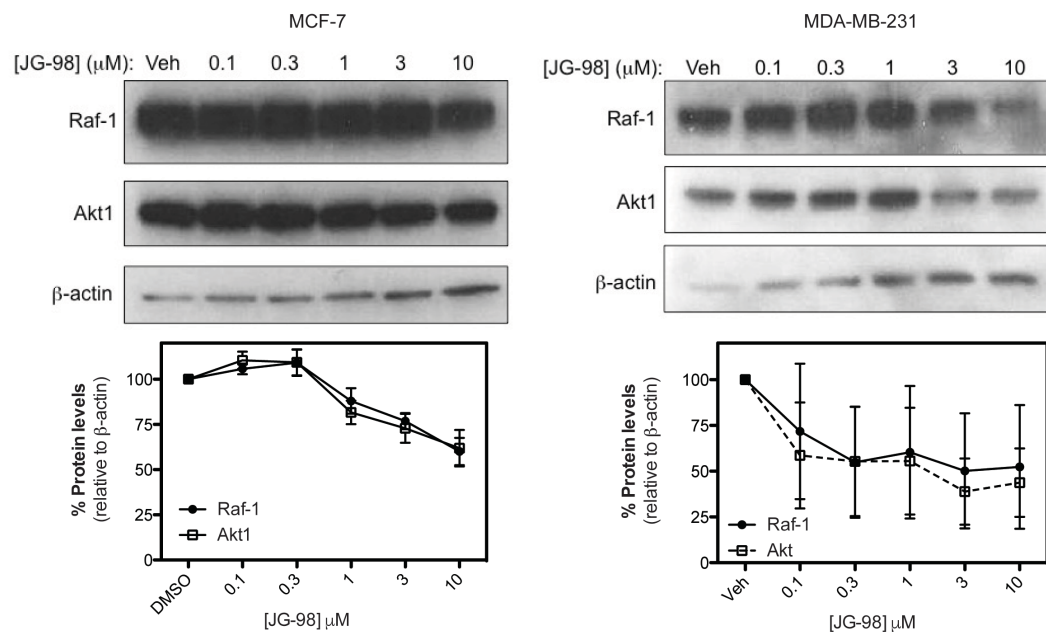 MCF-7
[JG-98] (μM): Veh 0.1 0.3 1 3 10
Raf-1
Akt1
β-actin
% Protein levels
(relative to β-actin)
100
75
50
25
0
Raf-1
Akt1
DMSO 0.1 0.3 1 3 10
[JG-98] μM
MDA-MB-231
[JG-98] (μM): Veh 0.1 0.3 1 3 10
Raf-1
Akt1
β-actin
% Protein levels
(relative to β-actin)
100
75
50
25
0
Raf-1
Akt
Veh 0.1 0.3 1 3 10
[JG-98] μM